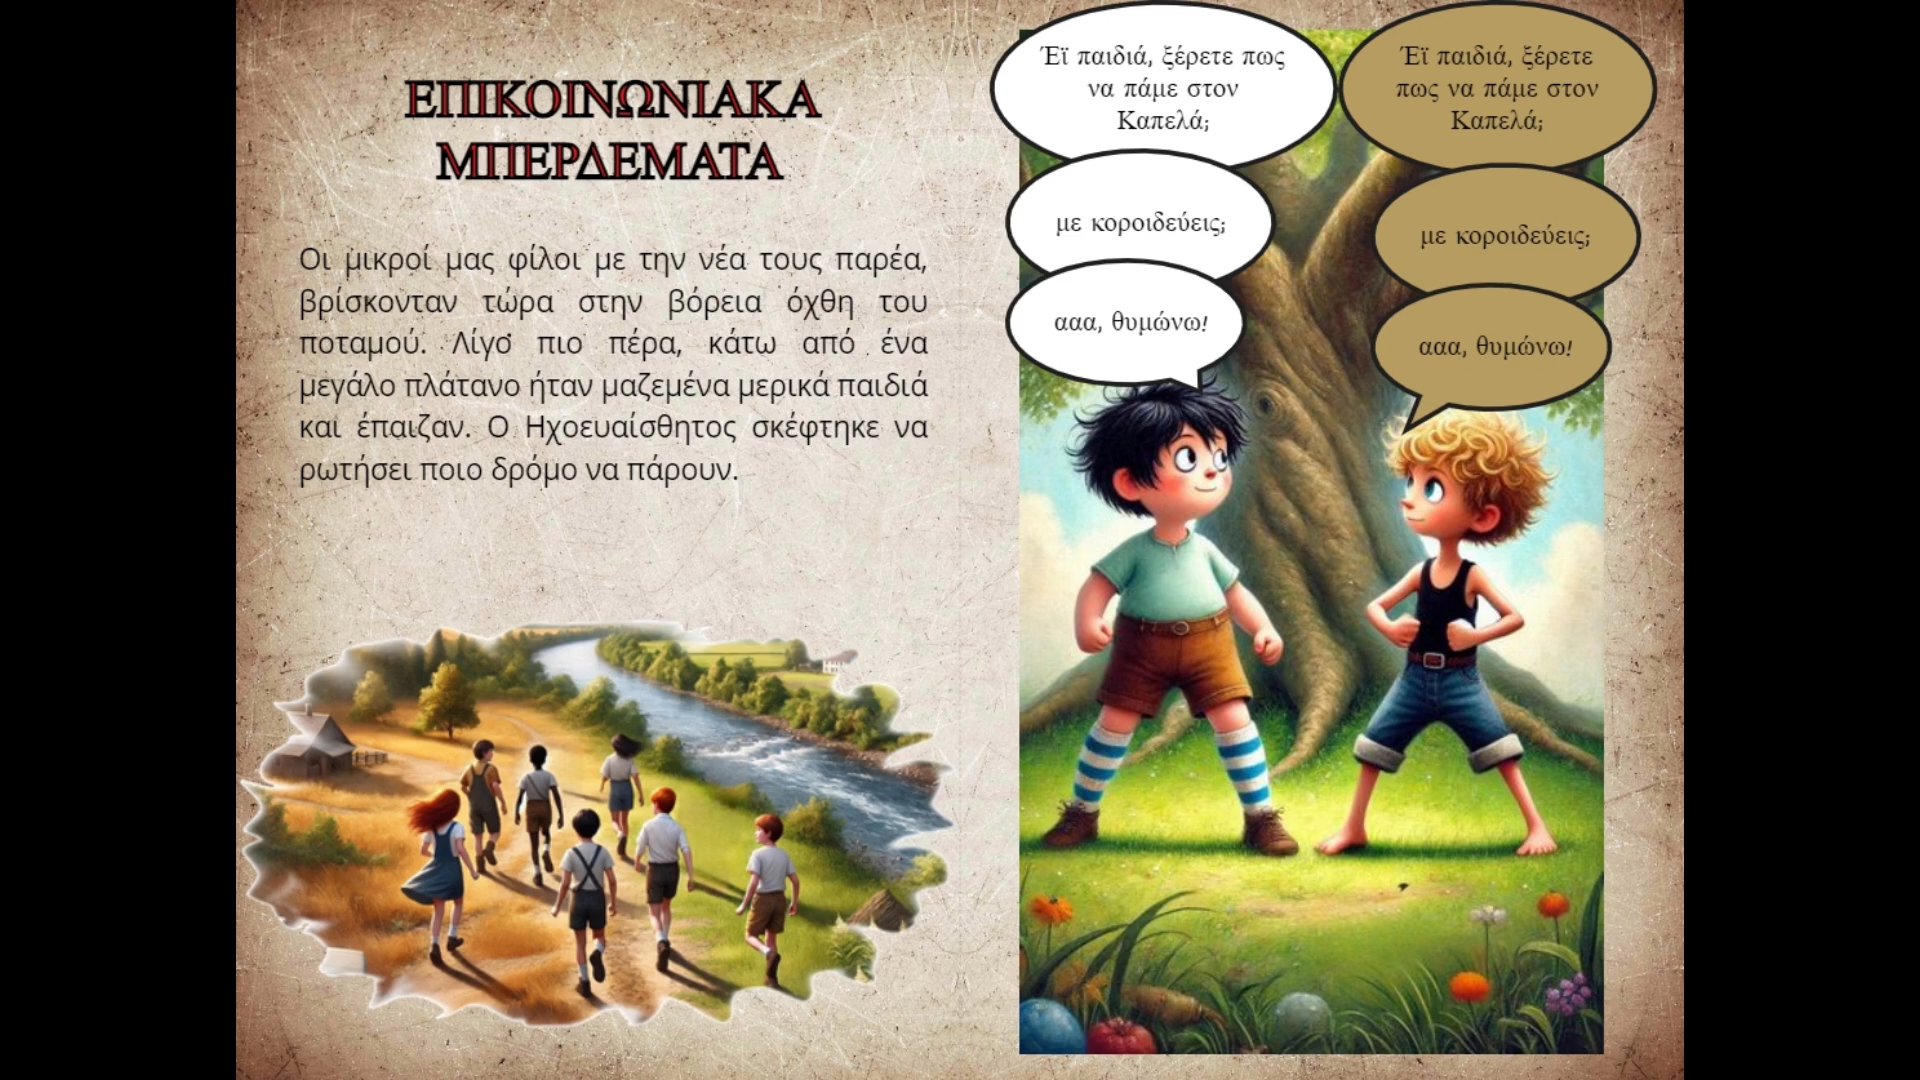 ΕΠΙΚΟΙΝΩΝΙΑΚΑ
ΜΠΕΡΔΕΜΑΤΑ
Οι μικροί μας φίλοι με την νέα τους παρέα,
βρίσκονταν τώρα στην βόρεια όχθη του
ποταμού. Λίγο πιο πέρα, κάτω από ένα
μεγάλο πλάτανο ήταν μαζεμένα μερικά παιδιά
και έπαιζαν. Ο Ηχοευαίσθητος σκέφτηκε να
ρωτήσει ποιο δρόμο να πάρουν.
Έϊ παιδιά, ξέρετε πως
να πάμε στον
Καπελά;
με κοροιδεύεις;
ααα, θυμώνω!
Έϊ παιδιά, ξέρετε
πως να πάμε στον
Καπελά;
με κοροιδεύεις;
ααα, θυμώνω!